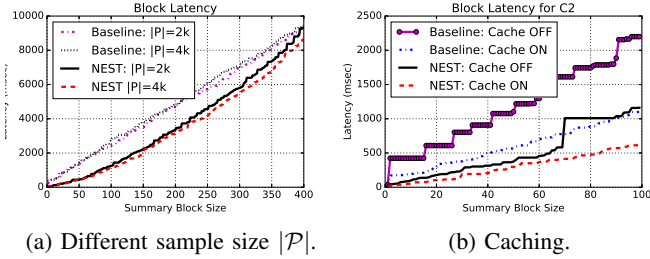 Block Latency
10000
8000
6000
4000
2000
0
Baseline: |P|=2k
Baseline: |P|=4k
NEST: |P|=2k
NEST |P|=4k
0 50 100 150 200 250 300 350 400
Summary Block Size
(a) Different sample size |𝒫|.
Block Latency for C2
Latency (msec)
2500
2000
1500
1000
500
0
Baseline: Cache OFF
Baseline: Cache ON
NEST: Cache OFF
NEST: Cache ON
0 20 40 60 80 100
Summary Block Size
(b) Caching.